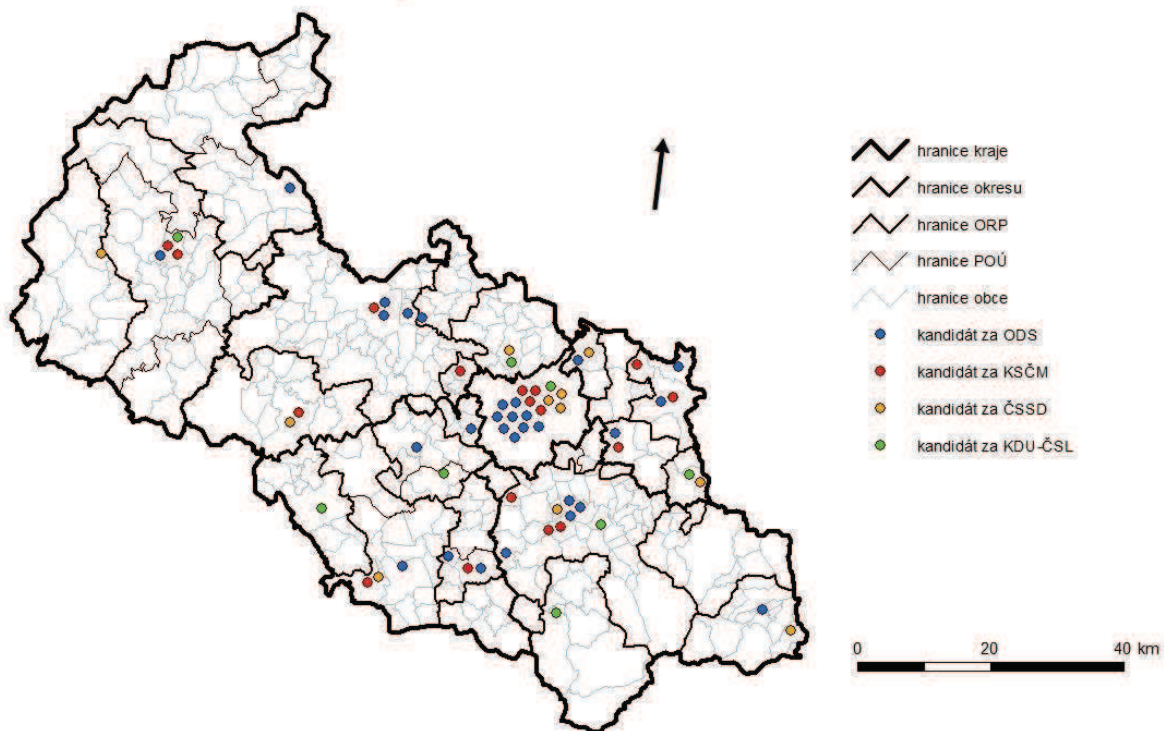 hranice kraje
hranice okresu
hranice ORP
hranice POÚ
hranice obce
kandidát za ODS
kandidát za KSČM
kandidát za ČSSD
kandidát za KDU-ČSL
0 20 40 km